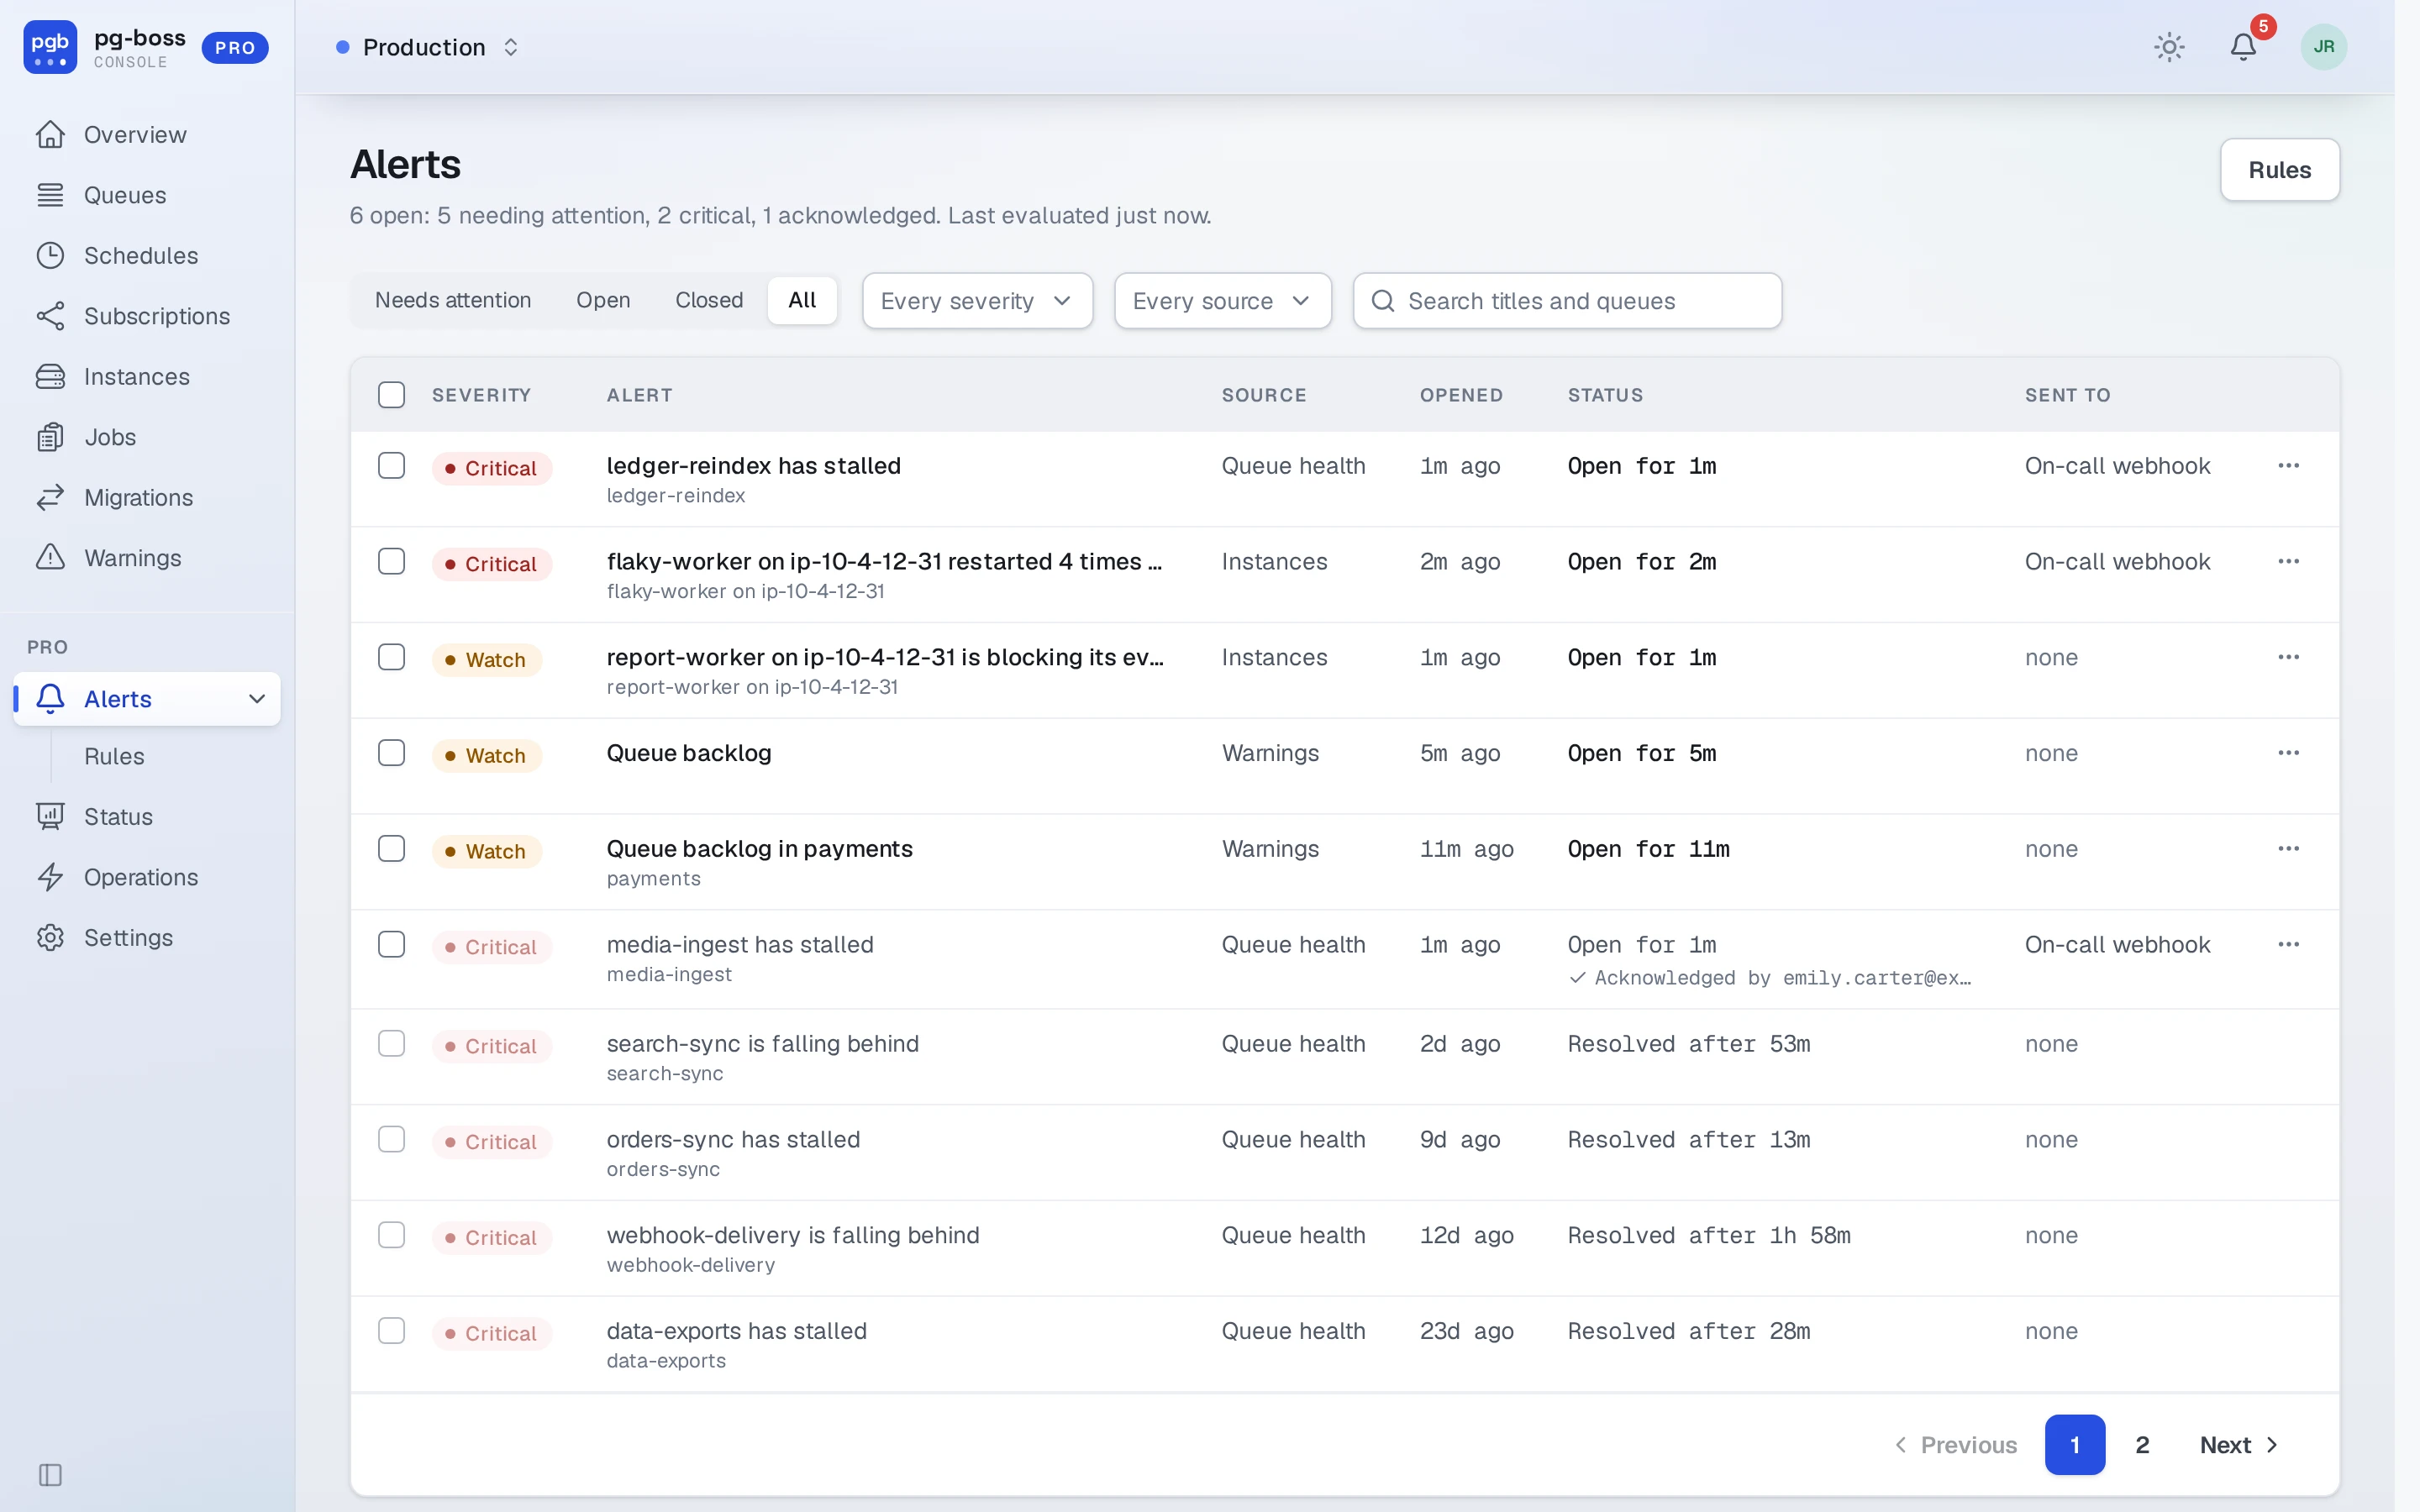 pgb
pg-boss
CONSOLE
PRO
Production
5
JR
Overview
Queues
Schedules
Subscriptions
Instances
Jobs
Migrations
Warnings
PRO
Alerts
Rules
Status
Operations
Settings
Alerts
6 open: 5 needing attention, 2 critical, 1 acknowledged. Last evaluated just now.
Rules
Needs attention Open Closed All Every severity Every source Search titles and queues
SEVERITY ALERT SOURCE OPENED STATUS SENT TO
Critical ledger-reindex has stalled Queue health 1m ago Open for 1m On-call webhook
ledger-reindex
Critical flaky-worker on ip-10-4-12-31 restarted 4 times ... Instances 2m ago Open for 2m On-call webhook
flaky-worker on ip-10-4-12-31
Watch report-worker on ip-10-4-12-31 is blocking its ev... Instances 1m ago Open for 1m none
report-worker on ip-10-4-12-31
Watch Queue backlog Warnings 5m ago Open for 5m none
Watch Queue backlog in payments Warnings 11m ago Open for 11m none
payments
Critical media-ingest has stalled Queue health 1m ago Open for 1m On-call webhook
media-ingest
Acknowledged by emily.carter@ex...
Critical search-sync is falling behind Queue health 2d ago Resolved after 53m none
search-sync
Critical orders-sync has stalled Queue health 9d ago Resolved after 13m none
orders-sync
Critical webhook-delivery is falling behind Queue health 12d ago Resolved after 1h 58m none
webhook-delivery
Critical data-exports has stalled Queue health 23d ago Resolved after 28m none
data-exports
Previous 1 2 Next